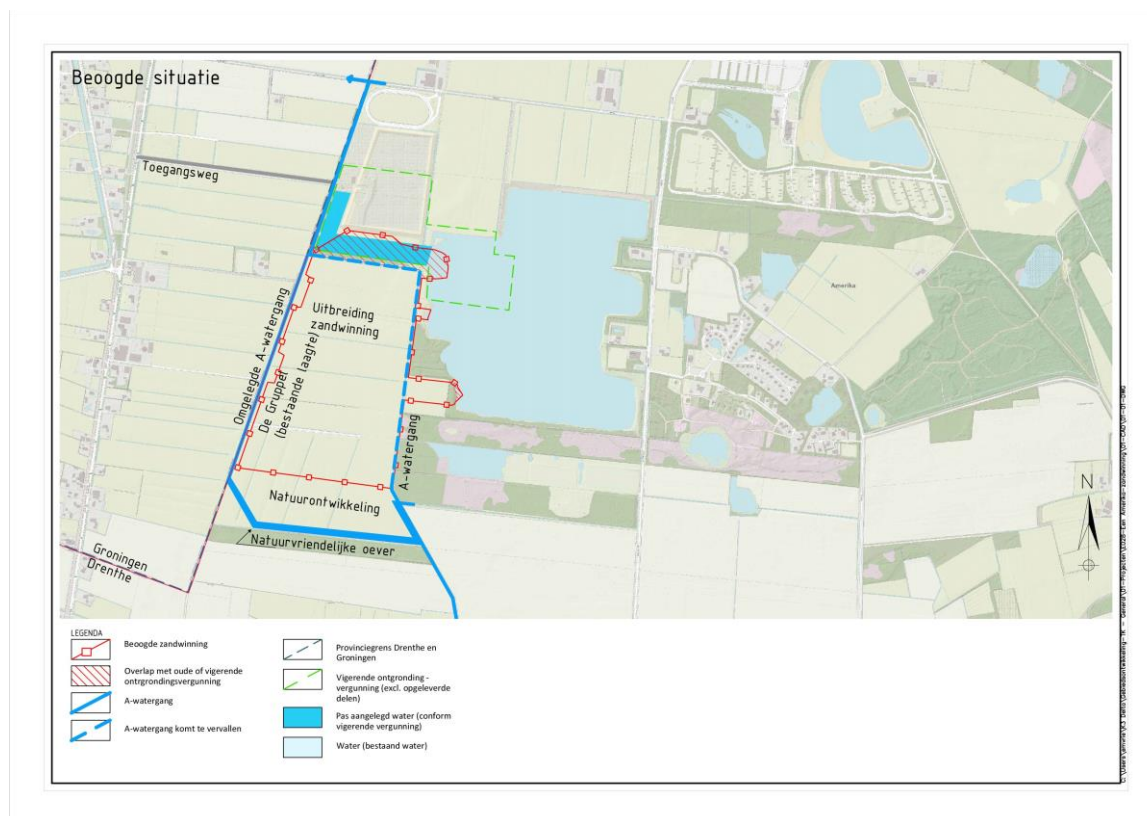 Beoogde situatie
Toegangsweg
Amerika
Uitbreiding
zandwinning
Omgelegde A-watergang
De Gruppel
(bestaande laagte)
A-watergang
Natuurontwikkeling
Natuurvriendelijke oever
Groningen
Drenthe
N
LEGENDA
Beoogde zandwinning
Overlap met oude of vigerende
ontrgrondingsvergunning
A-watergang
A-watergang komt te vervallen
Provinciegrens Drenthe en
Groningen
Vigerende ontgronding -
vergunning (excl. opgeleverde
delen)
Pas aangelegd water (conform
vigerende vergunning)
Water (bestaand water)